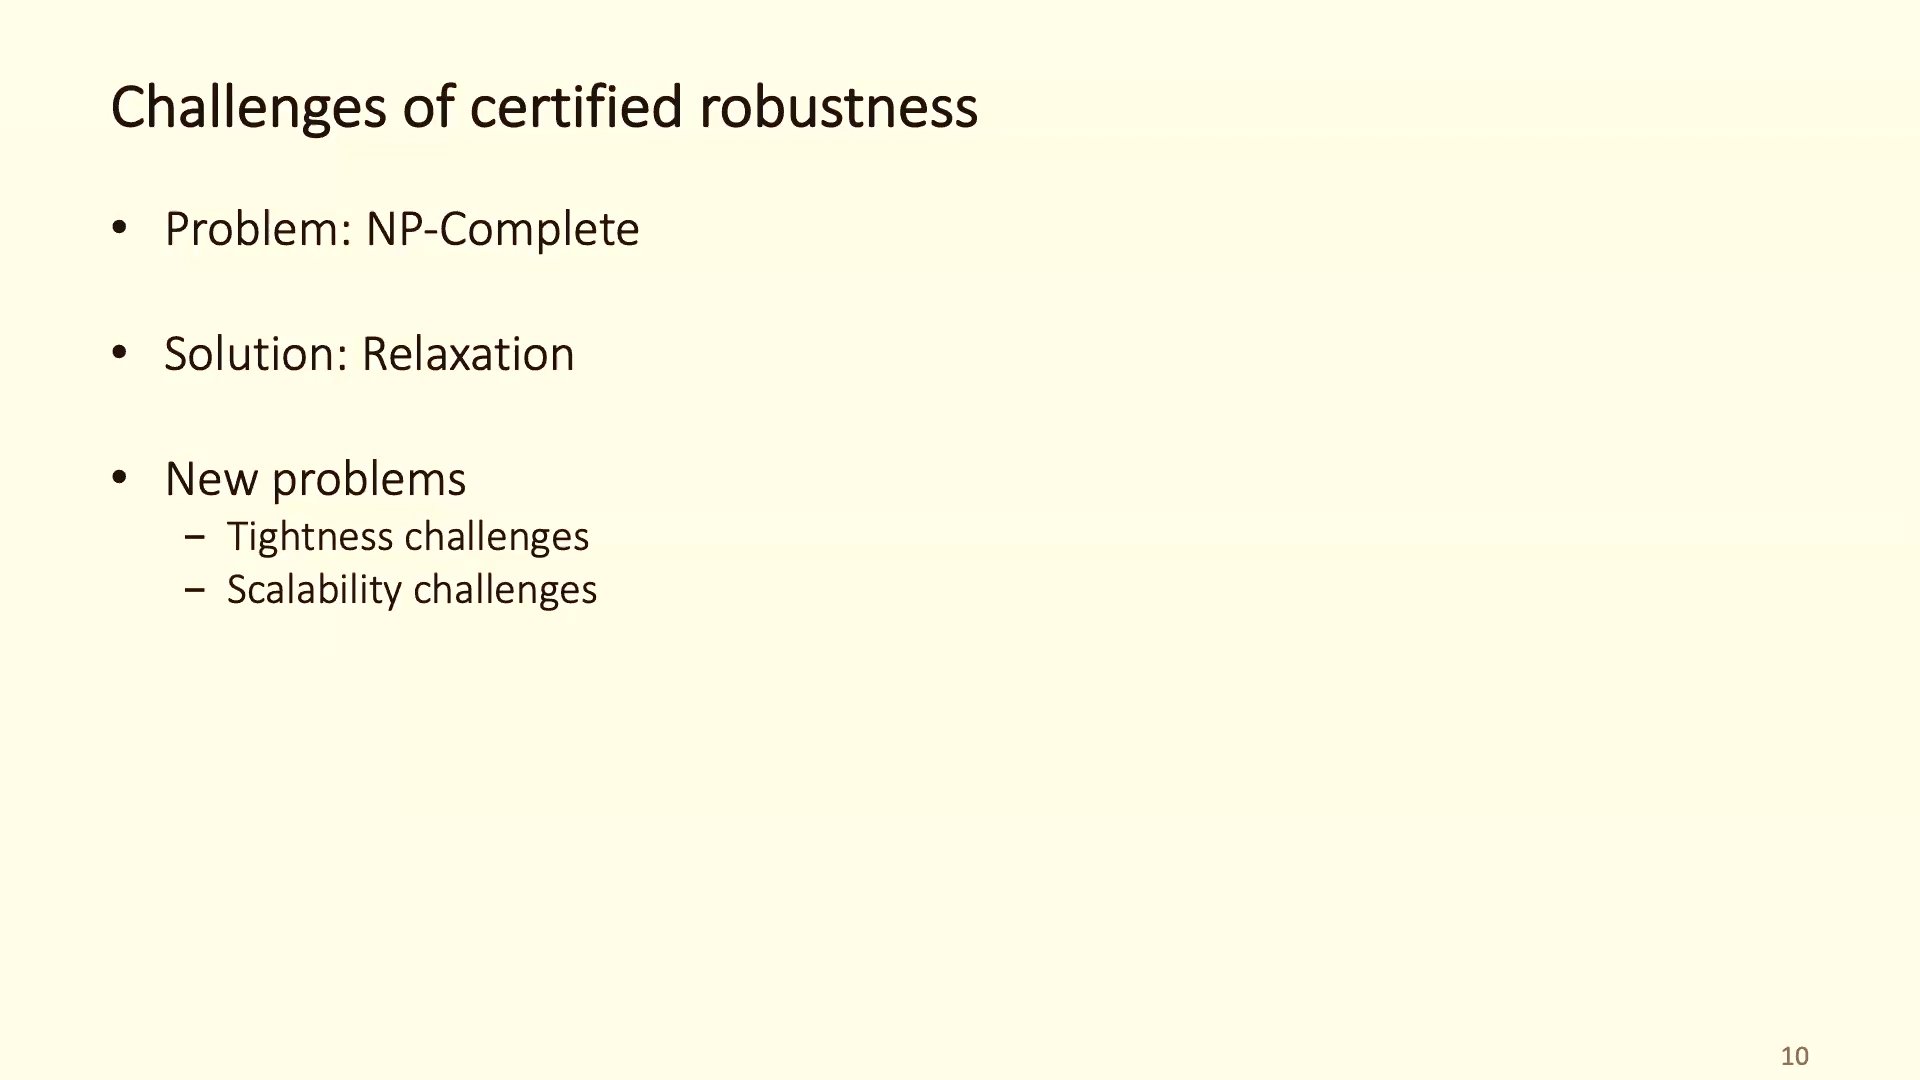 Challenges of certified robustness
• Problem: NP-Complete
• Solution: Relaxation
• New problems
– Tightness challenges
– Scalability challenges
10